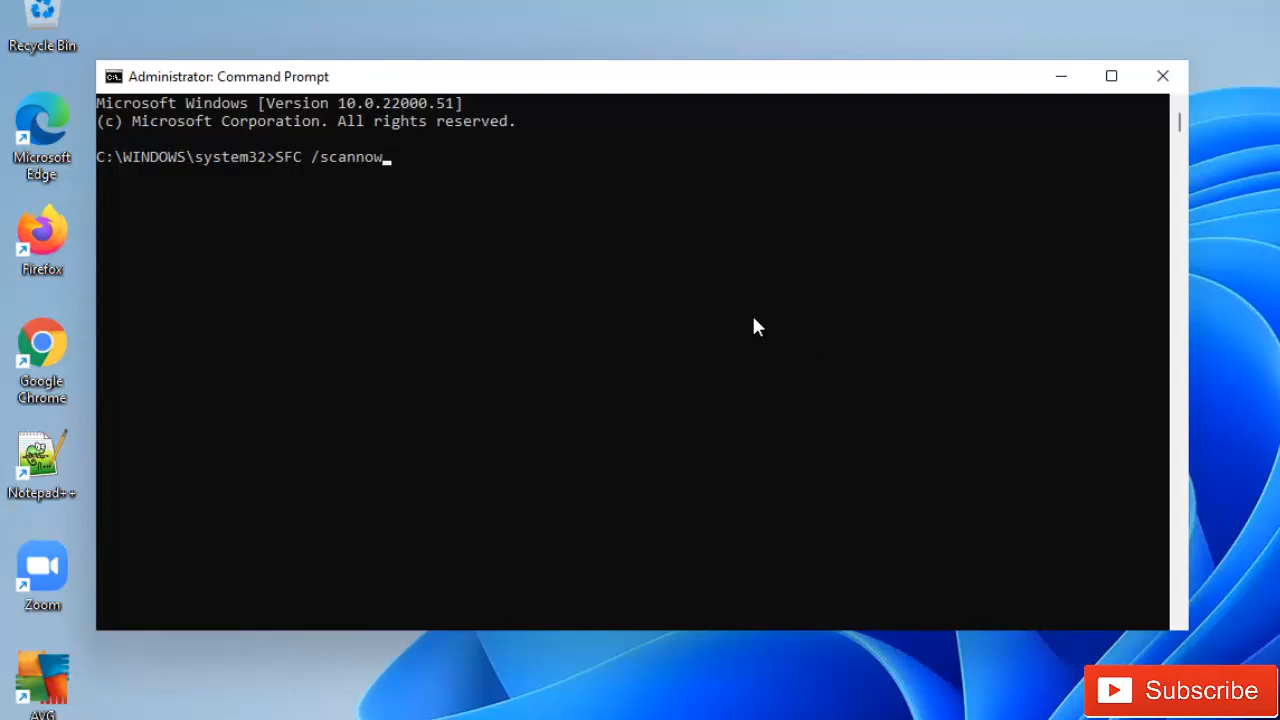 Recycle Bin
Administrator: Command Prompt
Microsoft Windows [Version 10.0.22000.51]
(c) Microsoft Corporation. All rights reserved.
C:\WINDOWS\system32>SFC /scannow_
Microsoft
Edge
Firefox
Google
Chrome
Notepad++
Zoom
AVG
Subscribe